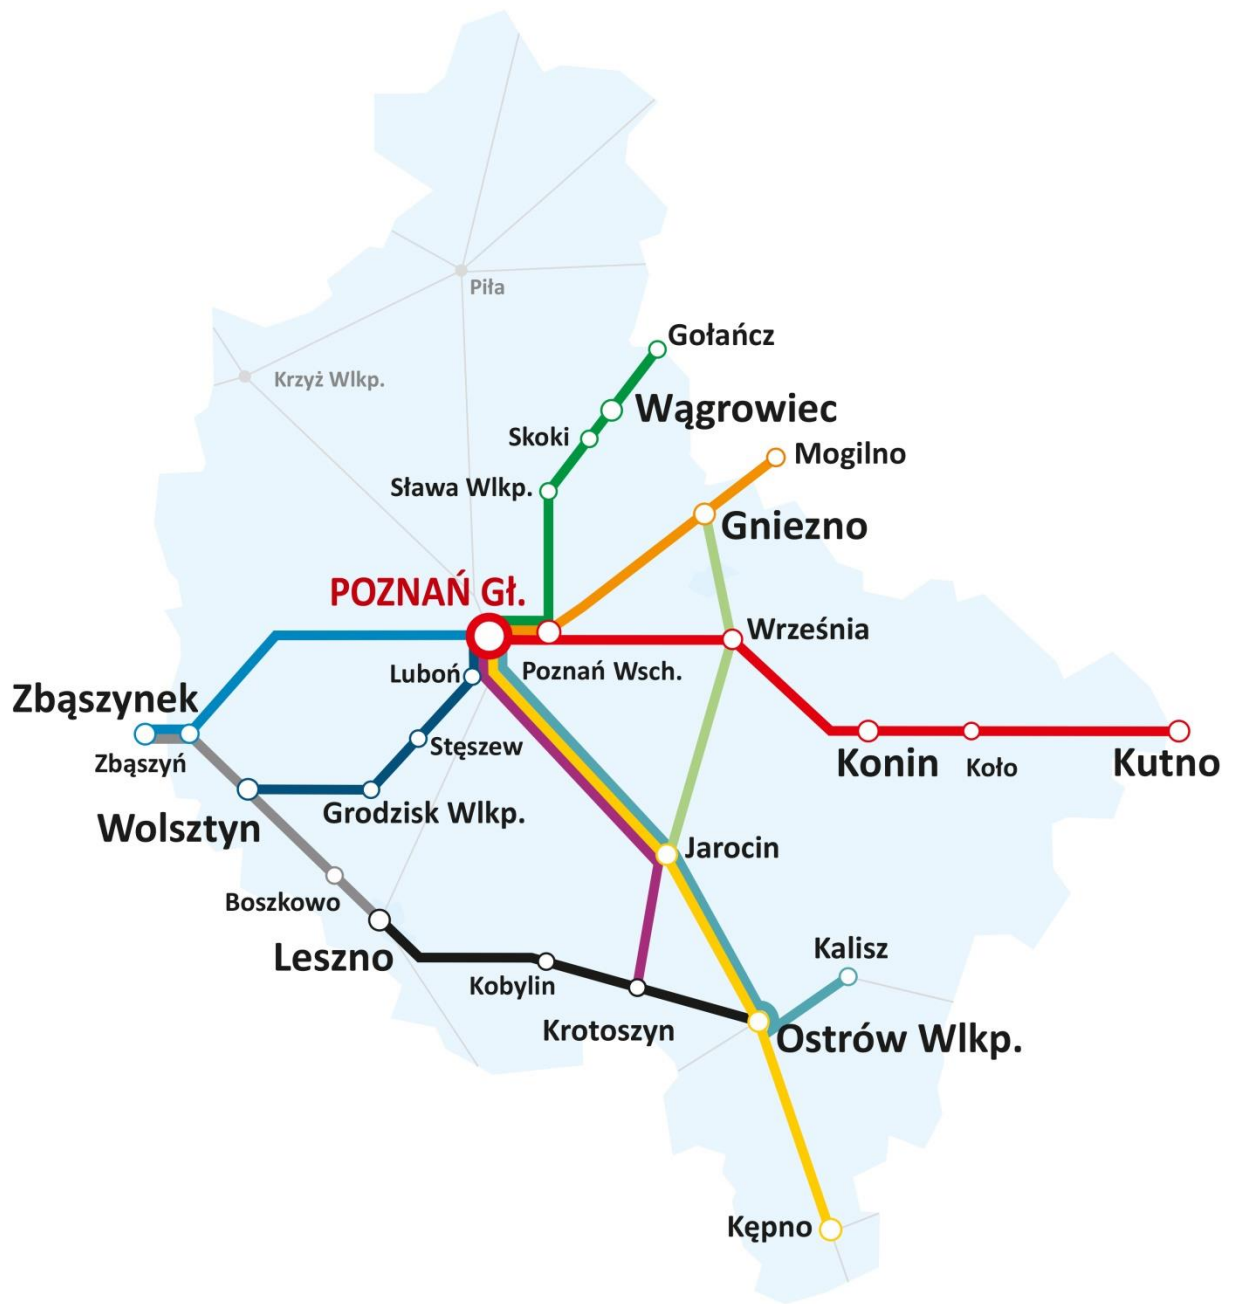 Piła
Gołańcz
Krzyż Wlkp.
Wągrowiec
Skoki
Mogilno
Sława Wlkp.
Gniezno
POZNAŃ Gł.
Września
Luboń
Poznań Wsch.
Zbąszynek
Stęszew
Zbąszyń
Konin
Koło
Kutno
Grodzisk Wlkp.
Wolsztyn
Jarocin
Boszkowo
Kalisz
Leszno
Kobylin
Krotoszyn
Ostrów Wlkp.
Kępno